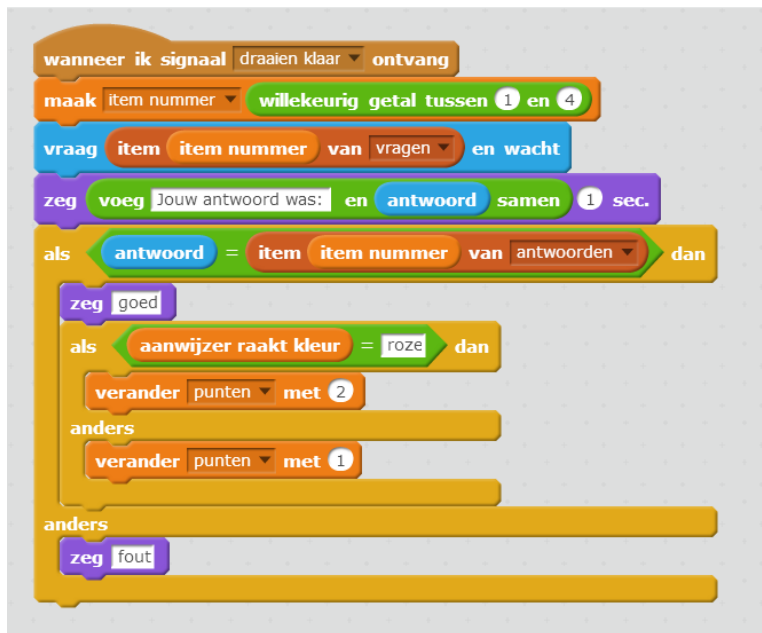 wanneer ik signaal draaien klaar ontvang
maak item nummer willekeurig getal tussen 1 en 4
vraag item item nummer van vragen en wacht
zeg voeg Jouw antwoord was: en antwoord samen 1 sec.
als antwoord = item item nummer van antwoorden dan
zeg goed
als aanwijzer raakt kleur = roze dan
verander punten met 2
anders
verander punten met 1
anders
zeg fout